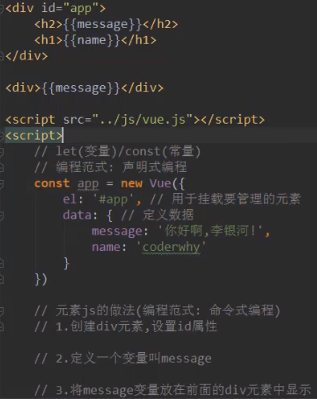 <div id="app">
    <h2>{{message}}</h2>
    <h1>{{name}}</h1>
</div>

<div>{{message}}</div>

<script src="../js/vue.js"></script>
<script>
    // let(变量)/const(常量)
    // 编程范式: 声明式编程
    const app = new Vue({
        el: '#app', // 用于挂载要管理的元素
        data: { // 定义数据
            message: '你好啊,李银河!',
            name: 'coderwhy'
        }
    })

    // 元素js的做法(编程范式: 命令式编程)
    // 1.创建div元素,设置id属性

    // 2.定义一个变量叫message

    // 3.将message变量放在前面的div元素中显示